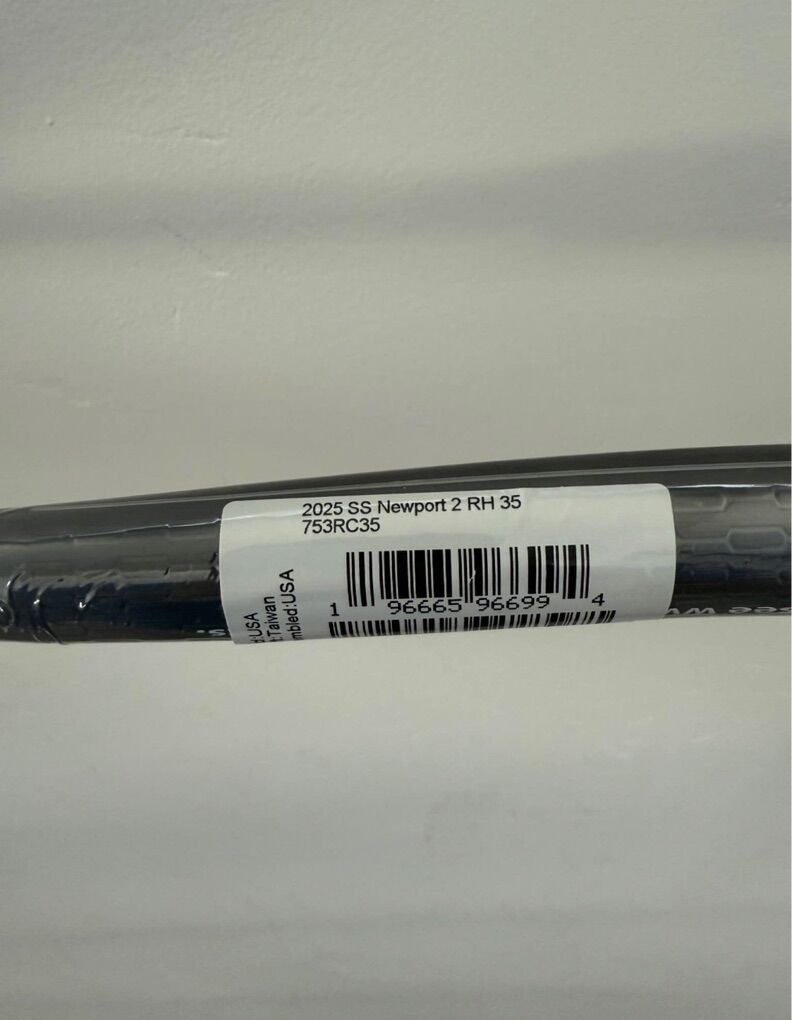 2025 SS Newport 2 RH 35
753RC35
1 96665 96699 4
:USA
:Taiwan
mbled:USA